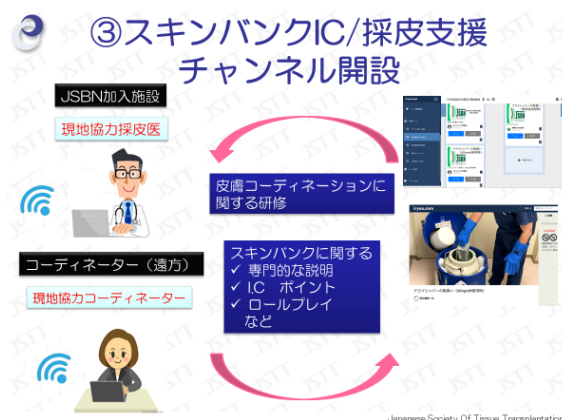 ③スキンバンクIC/採皮支援
チャンネル開設
JSBN加入施設
現地協力採皮医
皮膚コーディネーションに
関する研修
コーディネーター（遠方）
現地協力コーディネーター
スキンバンクに関する
✓ 専門的な説明
✓ I.C　ポイント
✓ ロールプレイ
など
JSBN
JSBN
JSBN
Iryoo.com
Japanese Society Of Tissue Transplantation